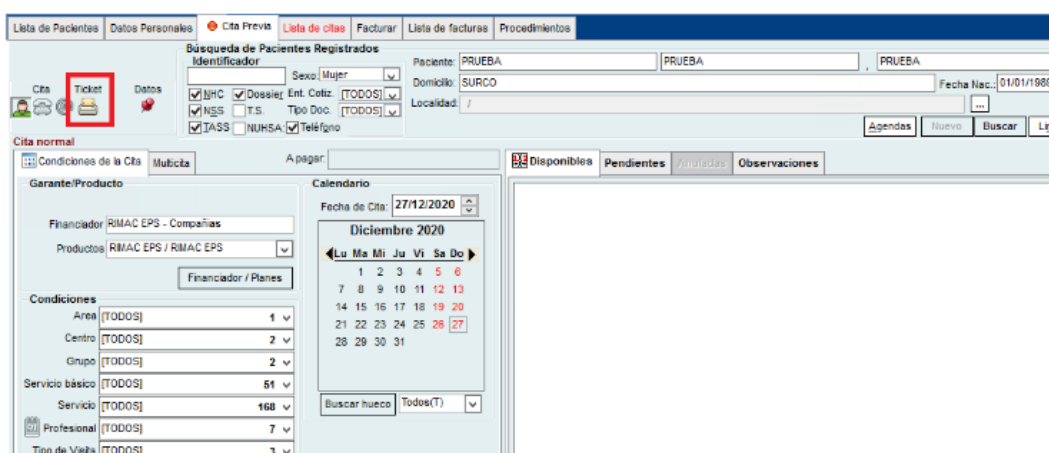 Lista de Pacientes Datos Personales Cita Previa Lista de citas Facturar Lista de facturas Procedimientos
Búsqueda de Pacientes Registrados
Identificador
Paciente: PRUEBA PRUEBA , PRUEBA
Sexo: Mujer
Domicilio: SURCO Fecha Nac.: 01/01/1988
Cita Ticket Datos
NHC Dossier Ent. Cotiz. [TODOS]
Localidad: /
NSS T.S. Tipo Doc. [TODOS]
...
TASS NUHSA: Teléfono
Agendas Nuevo Buscar
Cita normal
Condiciones de la Cita Multicita A pagar:
Disponibles Pendientes Anuladas Observaciones
Garante/Producto
Financiador RIMAC EPS - Compañias
Productos RIMAC EPS / RIMAC EPS
Financiador / Planes
Condiciones
Area [TODOS] 1
Centro [TODOS] 2
Grupo [TODOS] 2
Servicio básico [TODOS] 51
Servicio [TODOS] 168
Profesional [TODOS] 7
Tipo de Visita [TODOS] 3
Calendario
Fecha de Cita: 27/12/2020
Diciembre 2020
Lu Ma Mi Ju Vi Sa Do
1 2 3 4 5 6
7 8 9 10 11 12 13
14 15 16 17 18 19 20
21 22 23 24 25 26 27
28 29 30 31
Buscar hueco Todos(T)